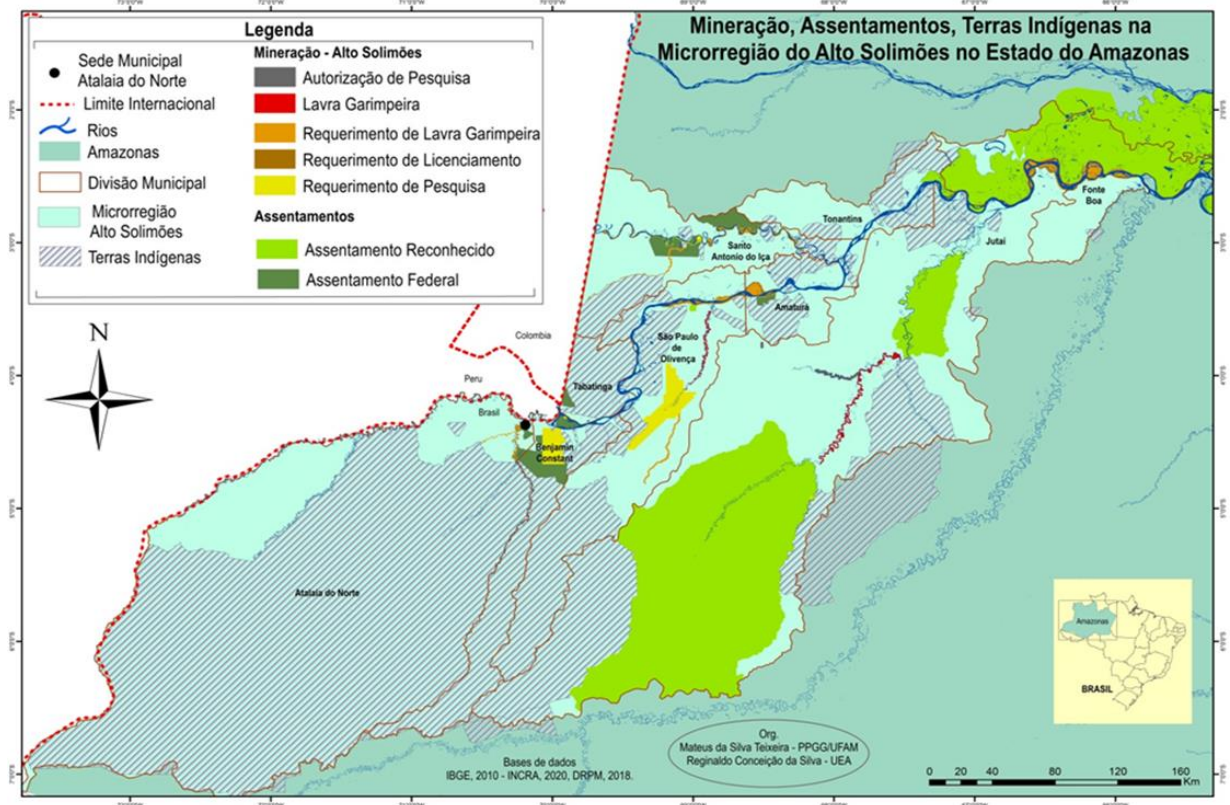 Mineração, Assentamentos, Terras Indígenas na
Microrregião do Alto Solimões no Estado do Amazonas
Legenda
Sede Municipal
Atalaia do Norte
Limite Internacional
Rios
Amazonas
Divisão Municipal
Microrregião
Alto Solimões
Terras Indígenas
Mineração - Alto Solimões
Autorização de Pesquisa
Lavra Garimpeira
Requerimento de Lavra Garimpeira
Requerimento de Licenciamento
Requerimento de Pesquisa
Assentamentos
Assentamento Reconhecido
Assentamento Federal
N
Fonte
Boa
Tonantins
Jutaí
Santo
Antonio do Iça
Amaturá
São Paulo
de
Olivença
Colombia
Tabatinga
Peru
Brasil
Benjamin
Constant
Atalaia do Norte
Amazonas
BRASIL
Org.
Mateus da Silva Teixeira - PPGG/UFAM
Reginaldo Conceição da Silva - UEA
Bases de dados
IBGE, 2010 - INCRA, 2020, DRPM, 2018.
0 20 40 80 120 160
Km